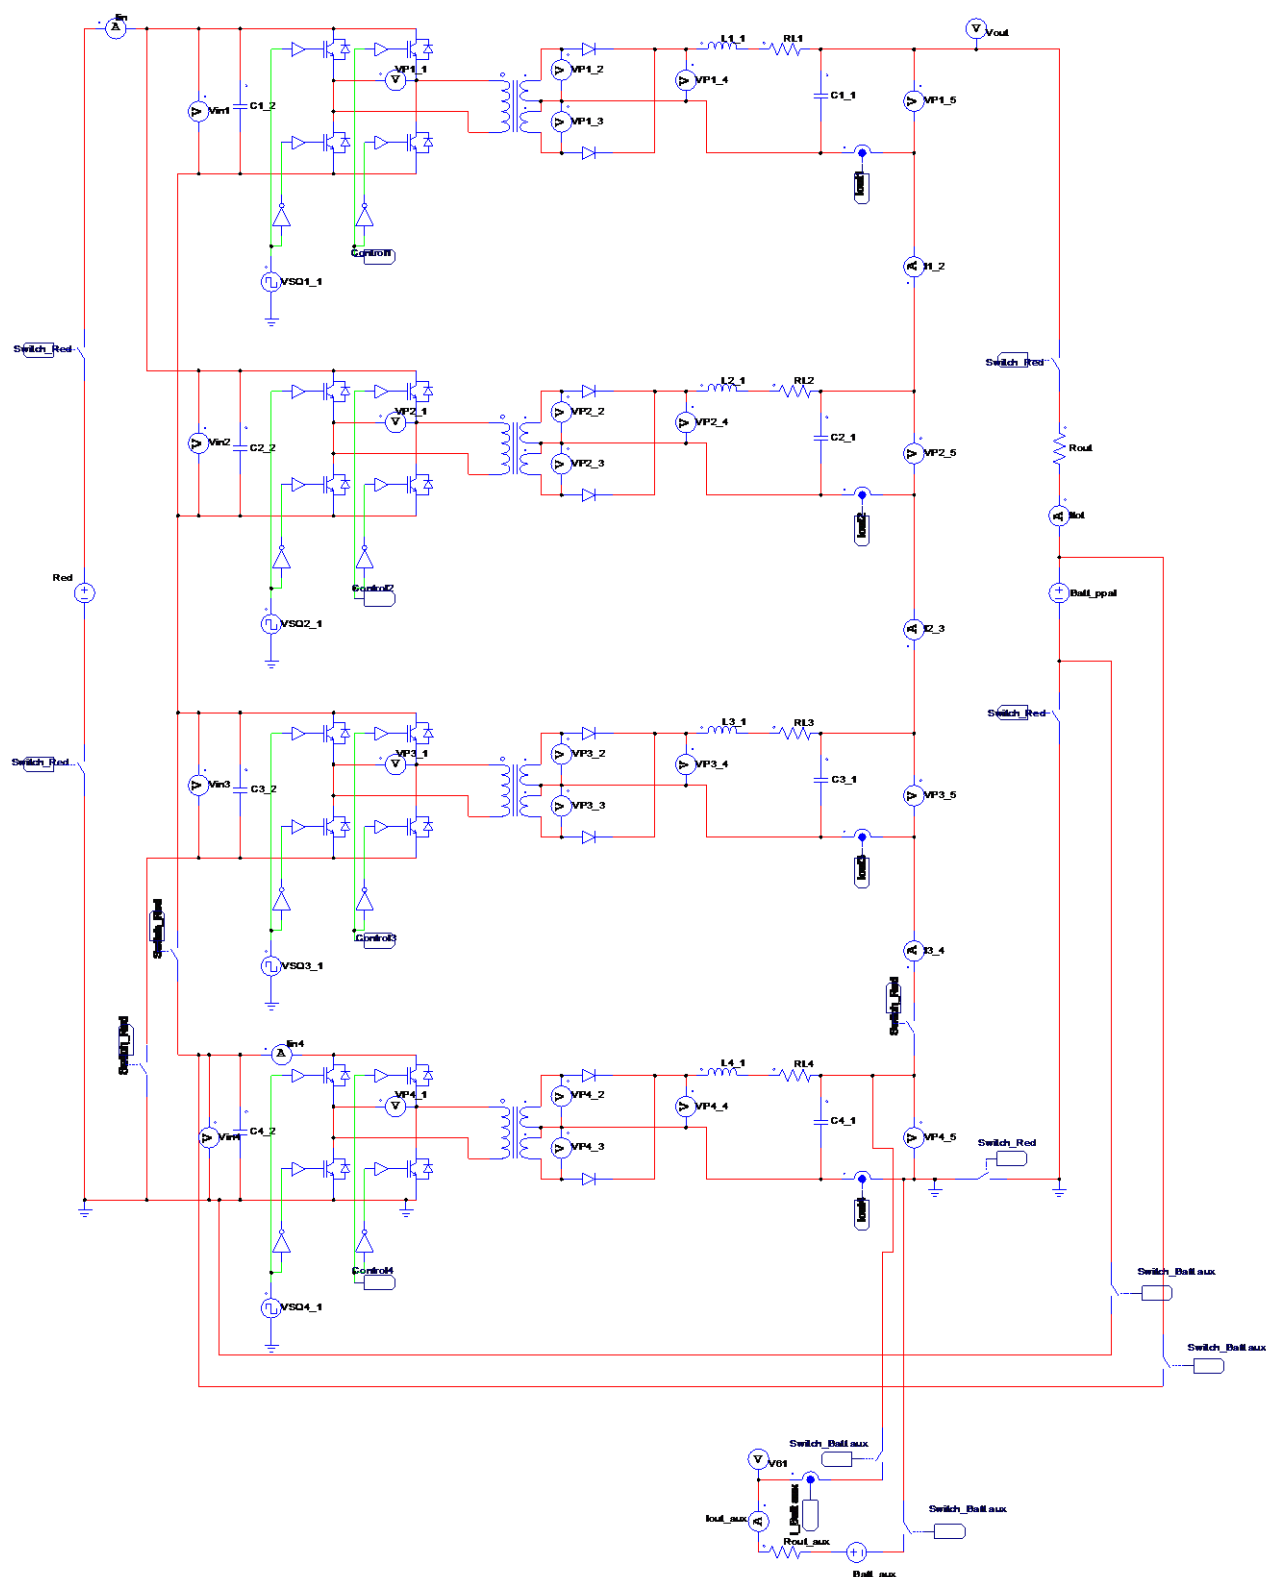 Iin
A
V
Vout
L1_1
RL1
VP1_1
VP1_2
VP1_4
VP1_5
Vin1
C1_2
C1_1
VP1_3
Iout1
Control1
VSQ1_1
A
I1_2
Switch_Red
Switch_Red
L2_1
RL2
VP2_1
VP2_2
VP2_4
Vin2
C2_2
C2_1
VP2_5
VP2_3
Rout
Iout2
A
Red
Control2
Batt_ppal
VSQ2_1
A
I2_3
Switch_Red
L3_1
RL3
VP3_1
VP3_2
VP3_4
Switch_Red
Vin3
C3_2
C3_1
VP3_5
VP3_3
Iout3
Switch_Red
Control3
A
I3_4
VSQ3_1
Switch_Red
Switch_Red
Iin4
A
L4_1
RL4
VP4_1
VP4_2
VP4_4
C4_1
Vin4
C4_2
VP4_5
VP4_3
Switch_Red
Iout4
Control4
Switch_Batt aux
VSQ4_1
Switch_Batt aux
Switch_Batt aux
V
V61
I_Batt aux
Switch_Batt aux
Iout_aux
A
Rout_aux
Batt_aux